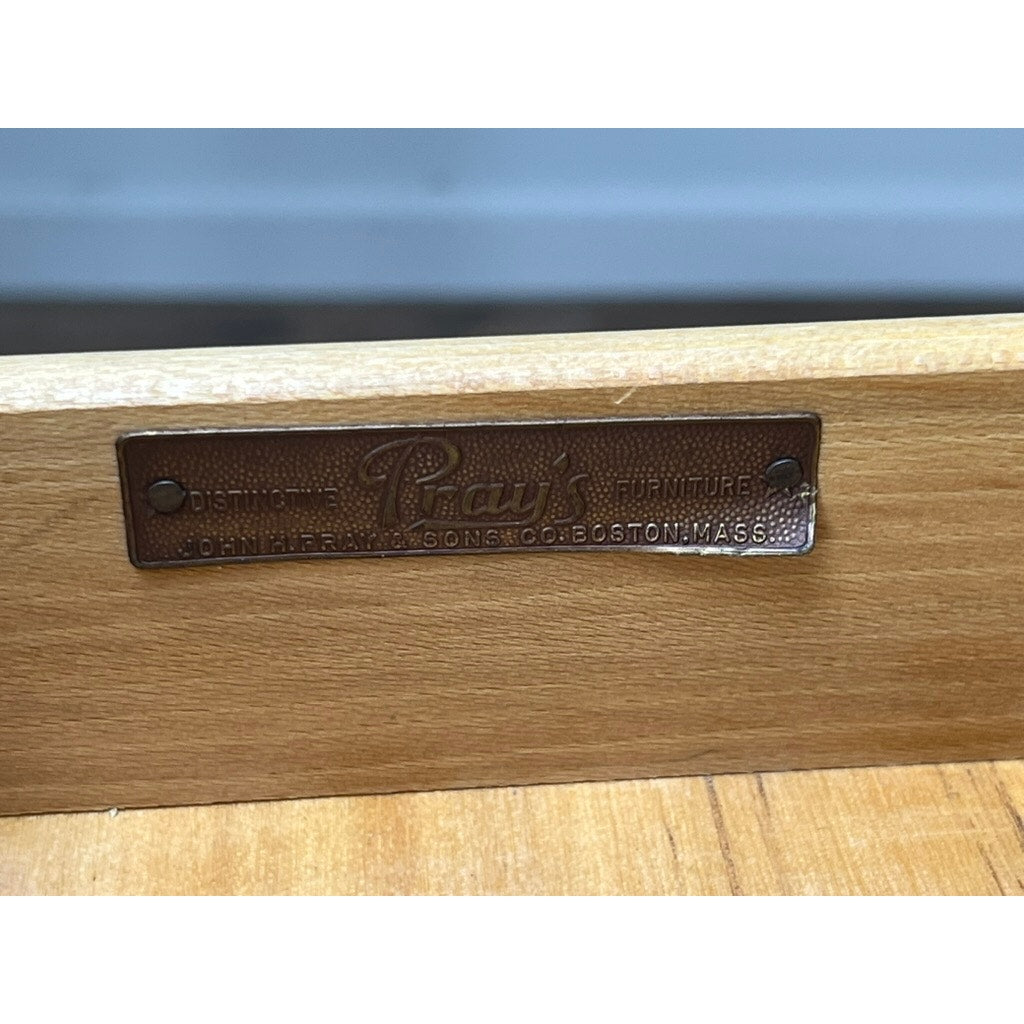 DISTINCTIVE Pray's FURNITURE
JOHN H. PRAY & SONS CO. BOSTON, MASS.